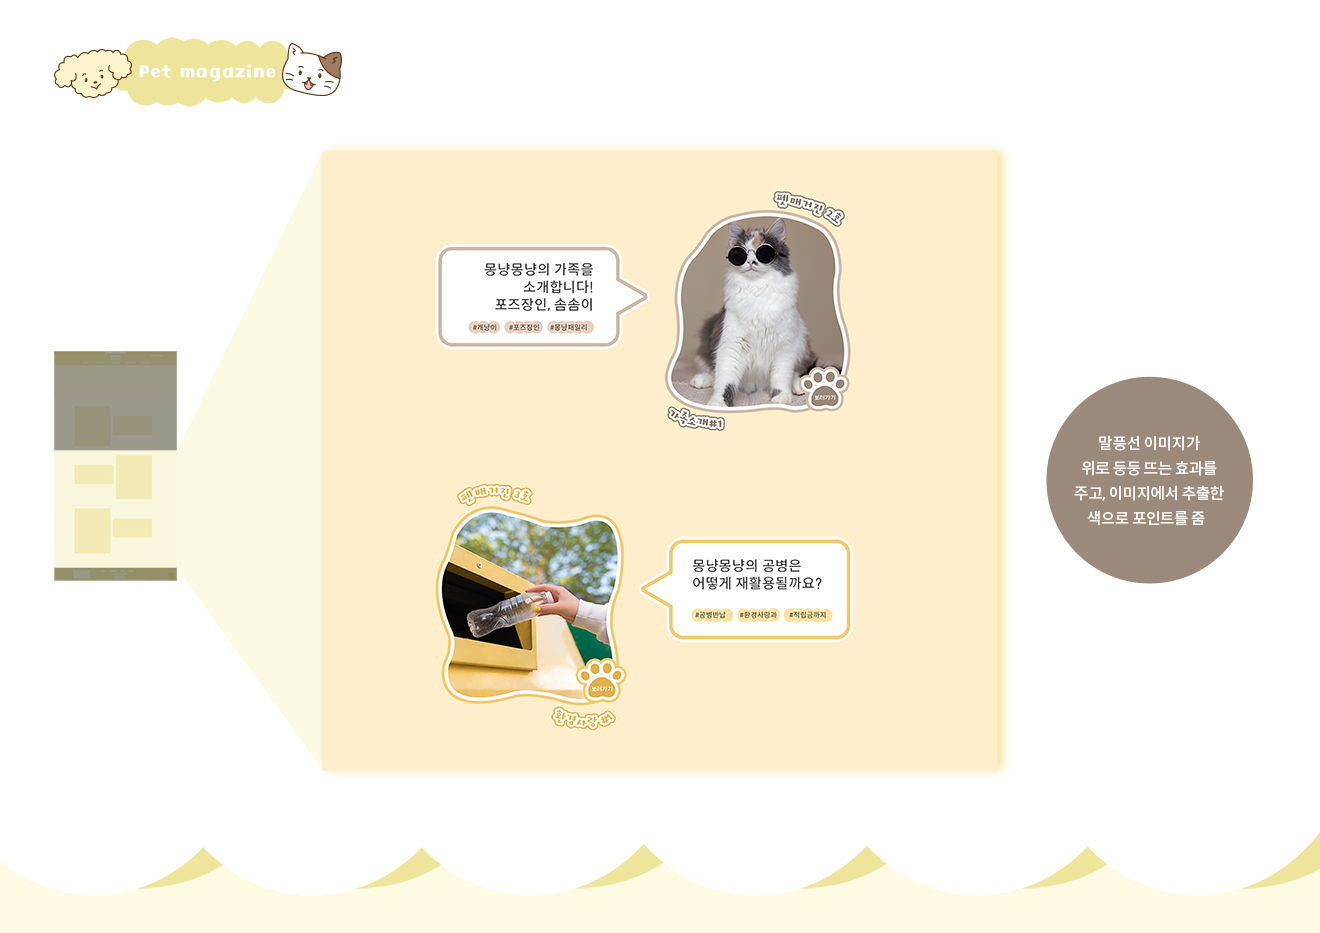 Pet magazine
펫매거진 2호
몽냥몽냥의 가족을
소개합니다!
포즈장인, 솜솜이
#개냥이 #포즈장인 #몽냥패밀리
보러가기
가족소개#1
펫매거진 3호
몽냥몽냥의 공병은
어떻게 재활용될까요?
#공병반납 #환경사랑과 #적립금까지
보러가기
환경사랑 #1
말풍선 이미지가
위로 둥둥 뜨는 효과를
주고, 이미지에서 추출한
색으로 포인트를 줌